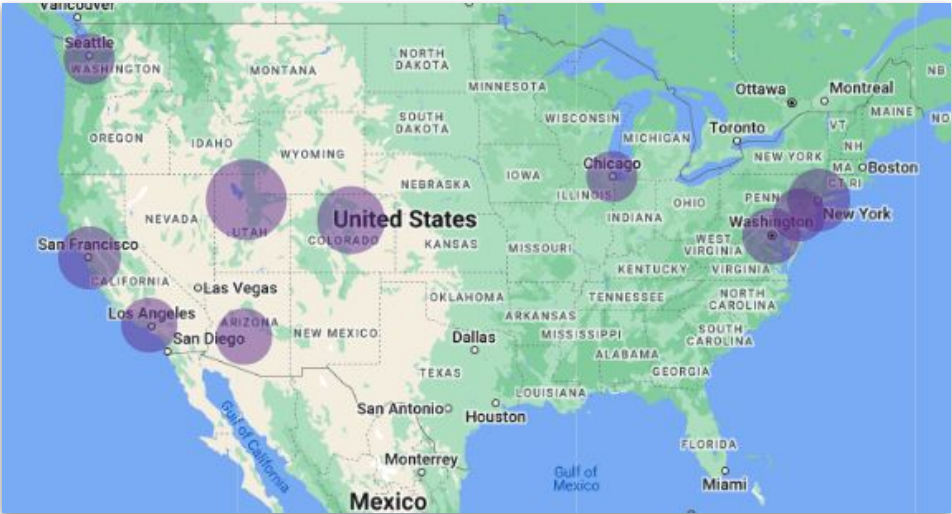 Vancouver
Seattle
WASHINGTON
MONTANA
NORTH
DAKOTA
MINNESOTA
Ottawa
Montreal
NB
MAINE
NO
OREGON
IDAHO
SOUTH
DAKOTA
WISCONSIN
MICHIGAN
Toronto
VT
NH
WYOMING
NEW YORK
MA
Boston
CT
RI
Chicago
IOWA
NEBRASKA
ILLINOIS
OHIO
PENN
INDIANA
New York
NEVADA
UTAH
United States
COLORADO
KANSAS
MISSOURI
Washington
WEST
VIRGINIA
San Francisco
CALIFORNIA
KENTUCKY
VIRGINIA
Las Vegas
OKLAHOMA
TENNESSEE
NORTH
CAROLINA
Los Angeles
ARIZONA
NEW MEXICO
ARKANSAS
San Diego
Dallas
MISSISSIPPI
SOUTH
CAROLINA
ALABAMA
TEXAS
GEORGIA
LOUISIANA
San Antonio
Houston
Gulf of
California
FLORIDA
Monterrey
Gulf of
Mexico
Miami
Mexico